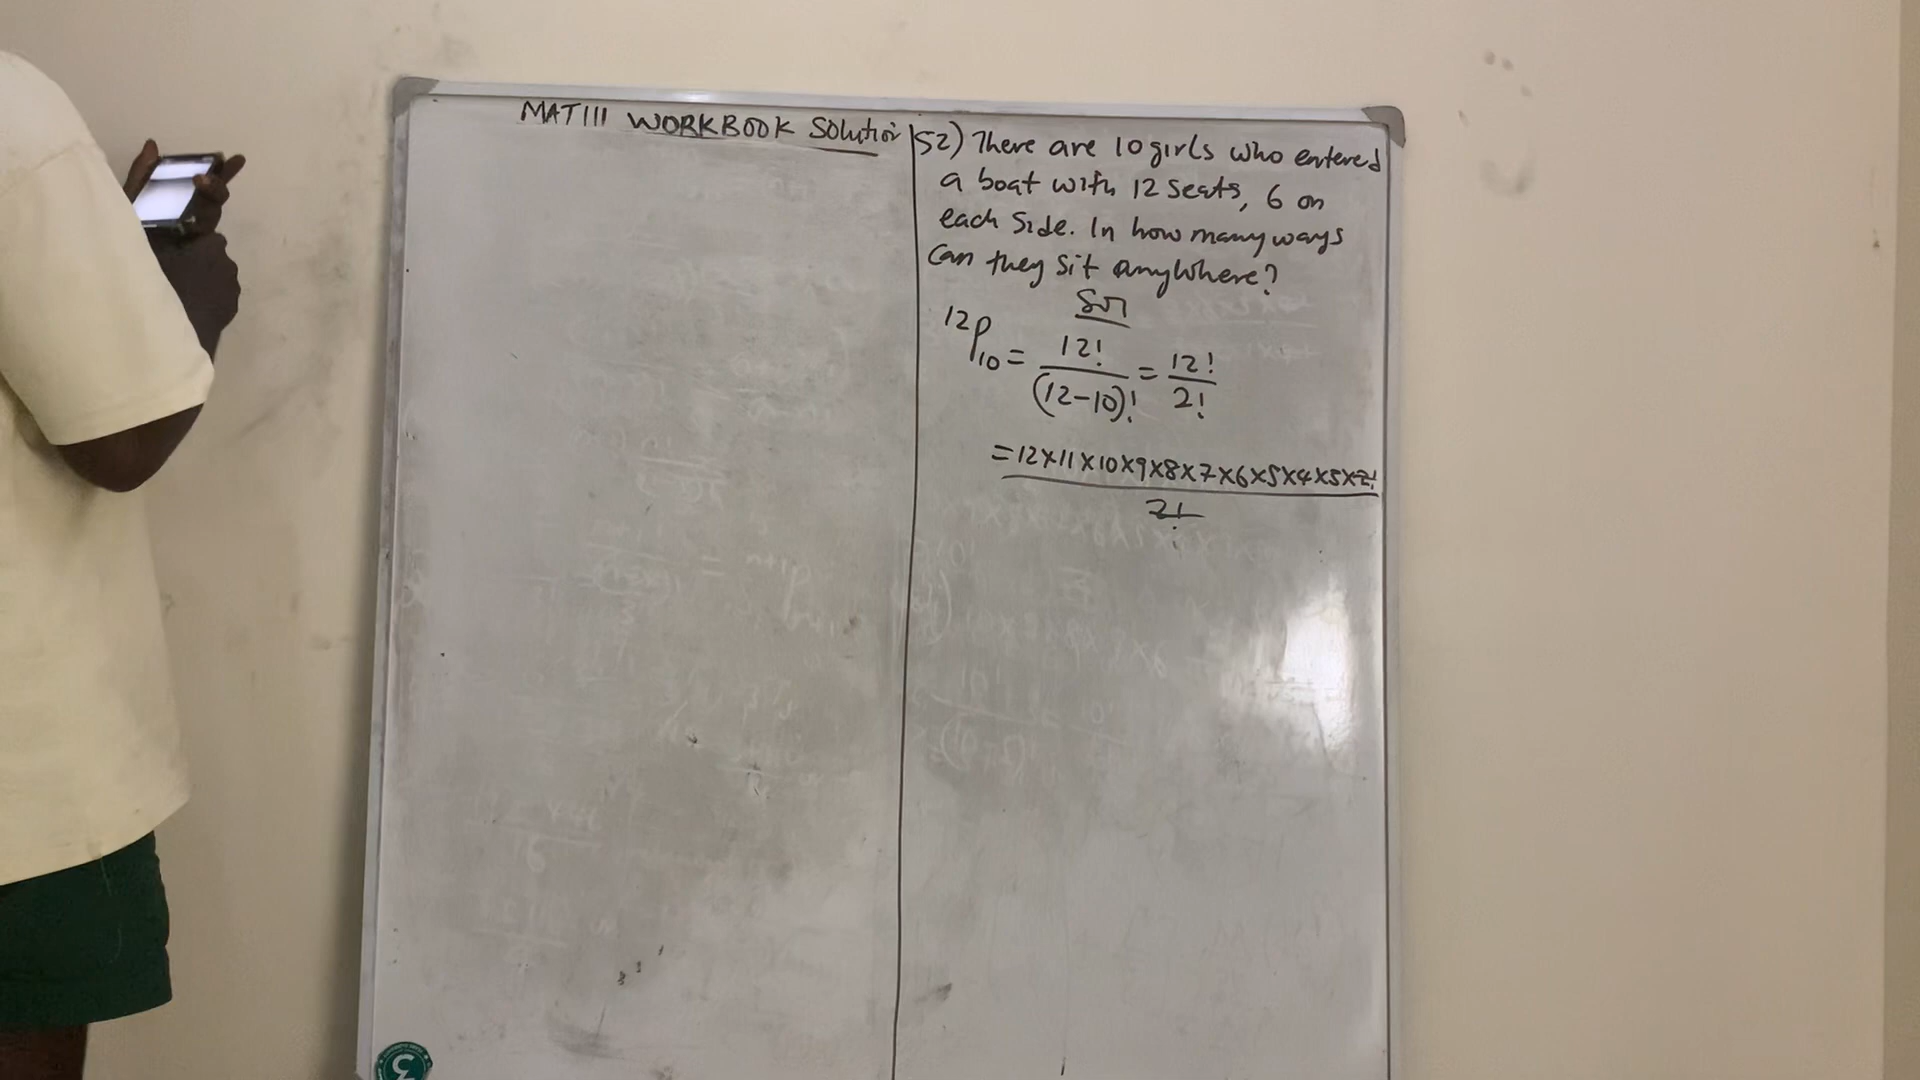 MAT111 WORKBOOK Solution
52) There are 10 girls who entered
a boat with 12 seats, 6 on
each side. In how many ways
can they sit anywhere?
Sol
12P10 = 12!/(12-10)! = 12!/2!
= 12×11×10×9×8×7×6×5×4×3×2!/2!